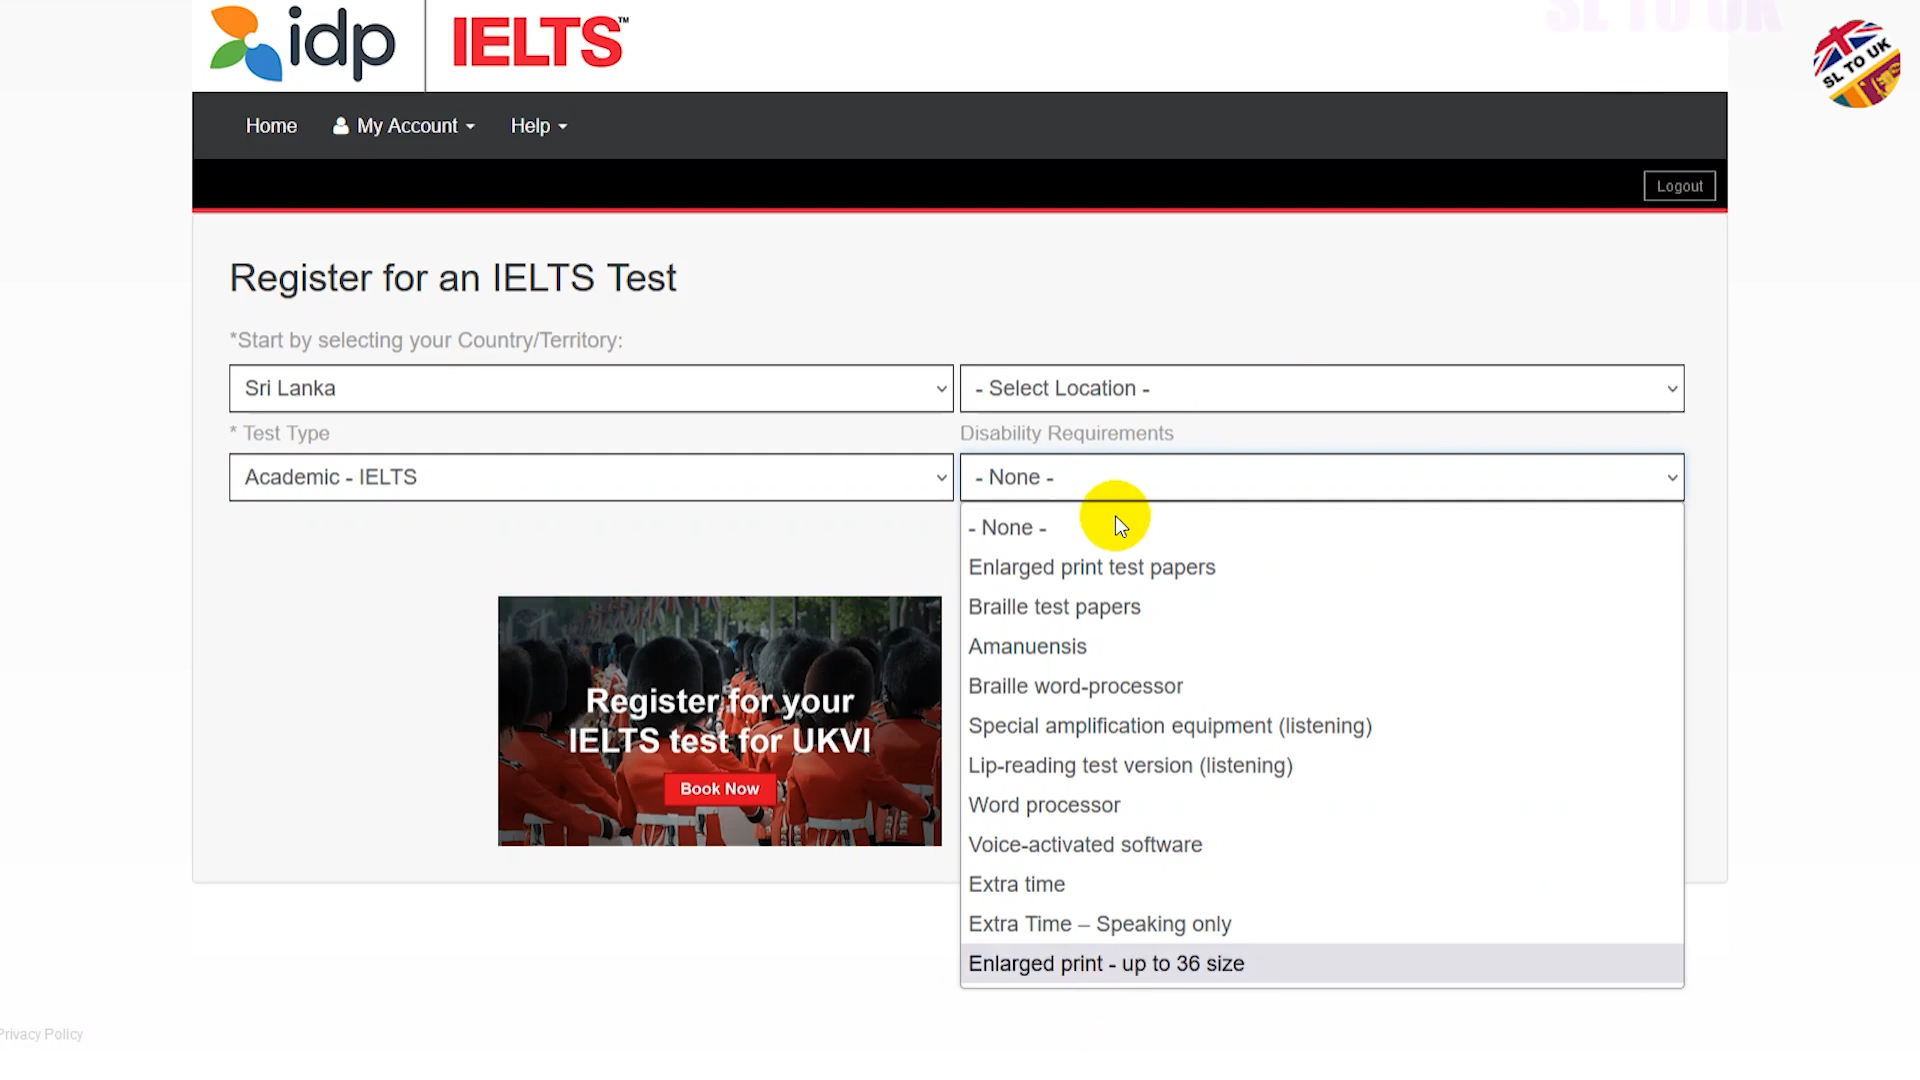 SL TO UK
idp
IELTS™
SL TO UK
Home
My Account
Help
Logout
Register for an IELTS Test
*Start by selecting your Country/Territory:
Sri Lanka
- Select Location -
* Test Type
Disability Requirements
Academic - IELTS
- None -
- None -
Enlarged print test papers
Braille test papers
Amanuensis
Braille word-processor
Special amplification equipment (listening)
Lip-reading test version (listening)
Word processor
Voice-activated software
Extra time
Extra Time – Speaking only
Enlarged print - up to 36 size
Register for your
IELTS test for UKVI
Book Now
Privacy Policy